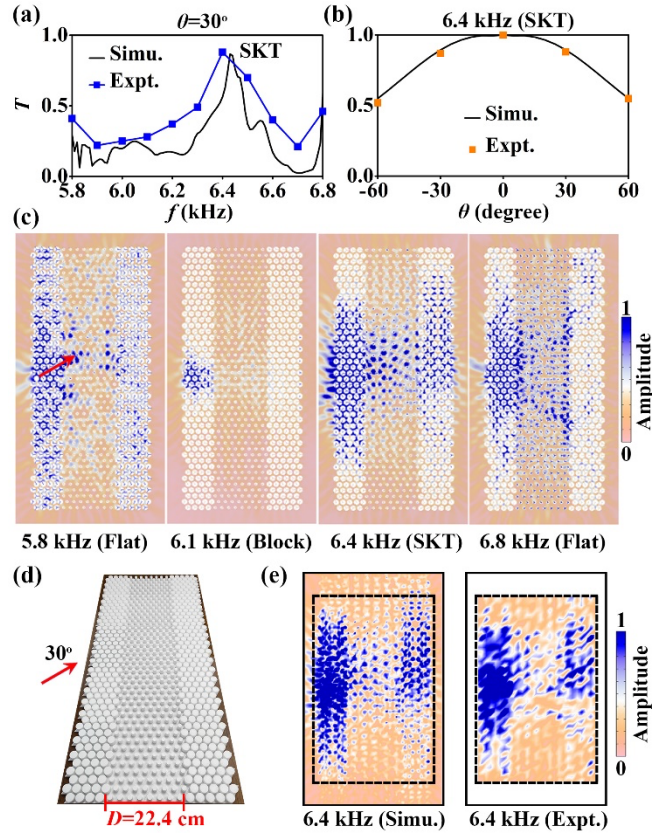 (a)
θ=30°
SKT
Simu.
Expt.
T
1.0
0.5
0.0
5.8
6.0
6.2
6.4
6.6
6.8
f (kHz)
(b)
6.4 kHz (SKT)
1.0
0.5
0.0
Simu.
Expt.
-60
-30
0
30
60
θ (degree)
(c)
1
0
Amplitude
5.8 kHz (Flat)
6.1 kHz (Block)
6.4 kHz (SKT)
6.8 kHz (Flat)
(d)
30°
D=22.4 cm
(e)
1
0
Amplitude
6.4 kHz (Simu.)
6.4 kHz (Expt.)